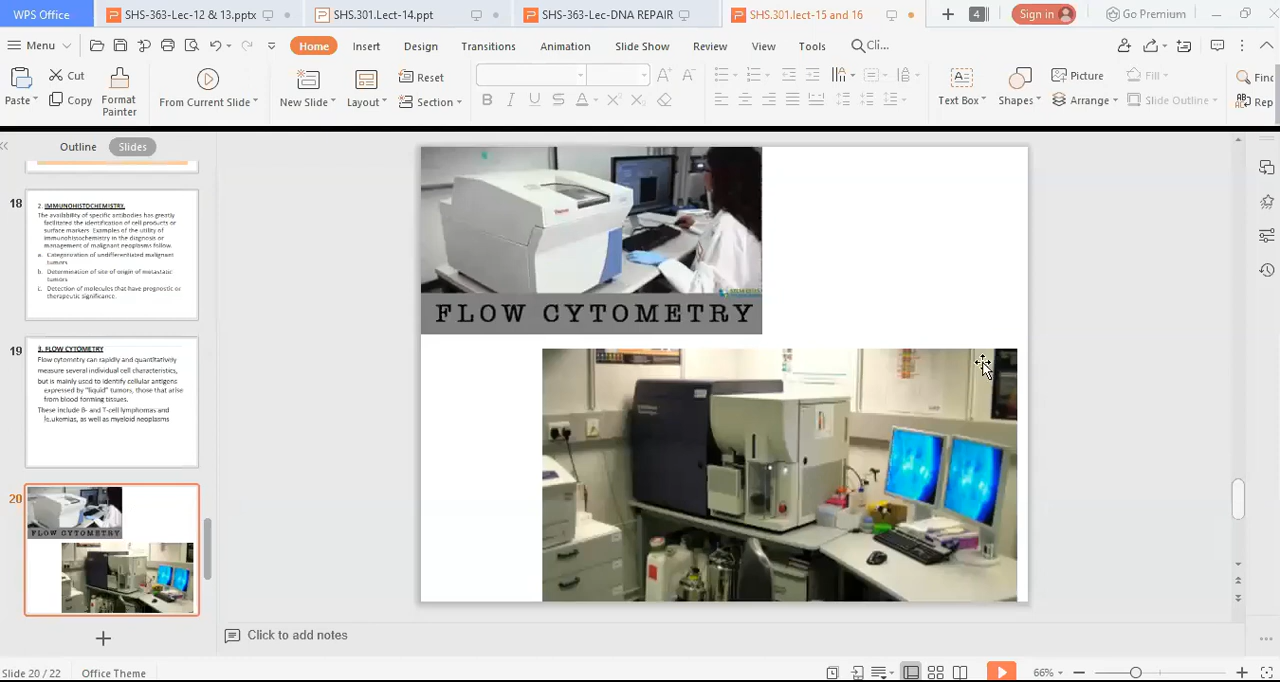 WPS Office
SHS-363-Lec-12 & 13.pptx
SHS.301.Lect-14.ppt
SHS-363-Lec-DNA REPAIR
SHS.301.lect-15 and 16
4
Sign in
Go Premium
Menu
Home
Insert
Design
Transitions
Animation
Slide Show
Review
View
Tools
Cli...
Paste
Cut
Copy
Format
Painter
From Current Slide
New Slide
Layout
Reset
Section
B I U S A X² X₂
Text Box
Shapes
Picture
Arrange
Fill
Slide Outline
Find
Rep
Outline
Slides
18
2. IMMUNOHISTOCHEMISTRY.
The availability of specific antibodies has greatly
facilitated the identification of cell products or
surface markers. Examples of the utility of
immunohistochemistry in the diagnosis or
management of malignant neoplasms follow.
a. Categorization of undifferentiated malignant
tumors
b. Determination of site of origin of metastatic
tumors
c. Detection of molecules that have prognostic or
therapeutic significance.
19
3. FLOW CYTOMETRY
Flow cytometry can rapidly and quantitatively
measure several individual cell characteristics,
but is mainly used to identify cellular antigens
expressed by "liquid" tumors, those that arise
from blood forming tissues.
These include B- and T-cell lymphomas and
leukemias, as well as myeloid neoplasms
20
FLOW CYTOMETRY
FLOW CYTOMETRY
Click to add notes
Slide 20 / 22
Office Theme
66%